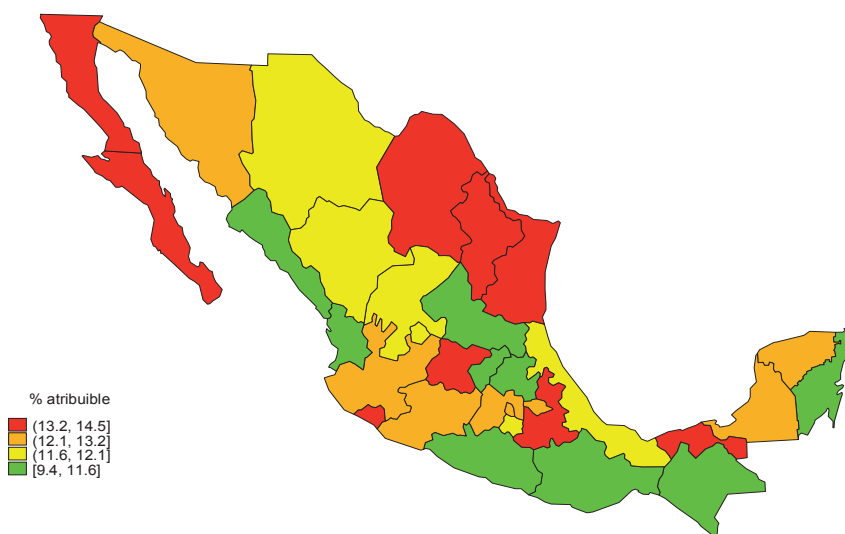 % atribuible
(13.2, 14.5]
(12.1, 13.2]
(11.6, 12.1]
[9.4, 11.6]